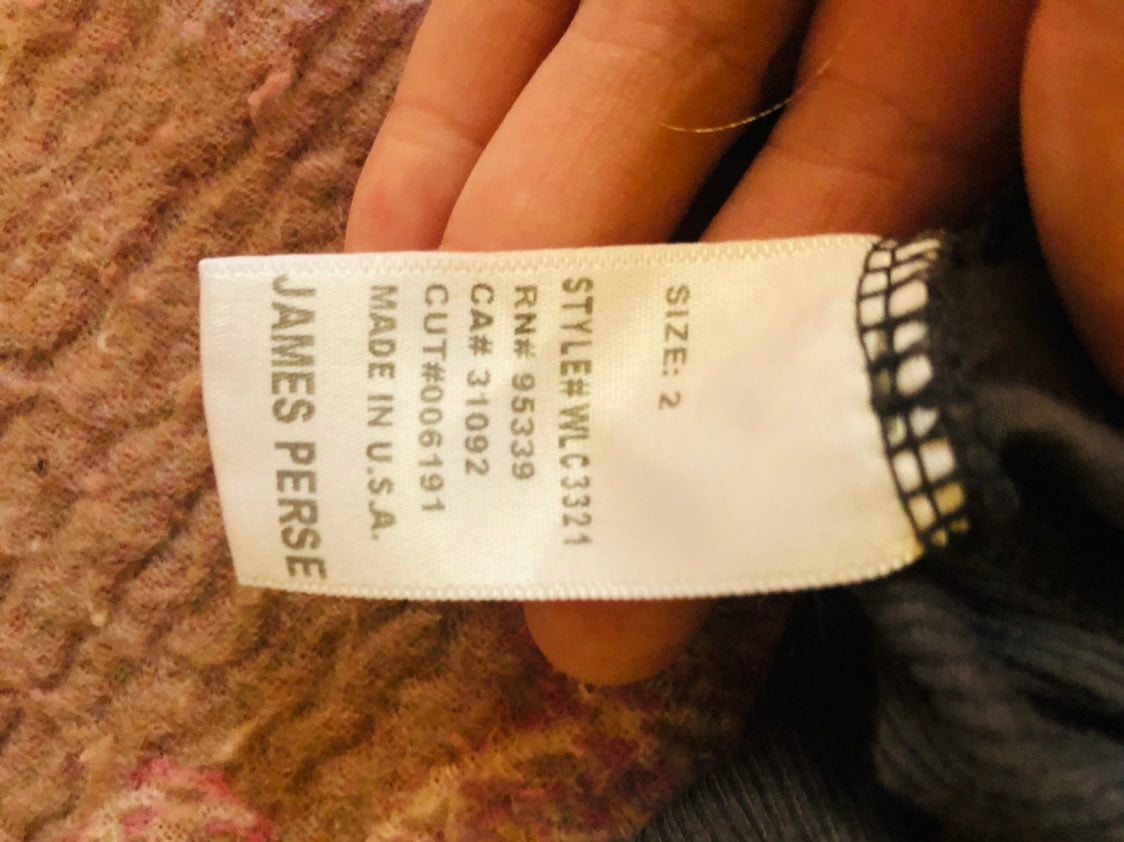 SIZE: 2
STYLE# WLC3321
RN# 95339
CA# 31092
CUT#006191
MADE IN U.S.A.
JAMES PERSE